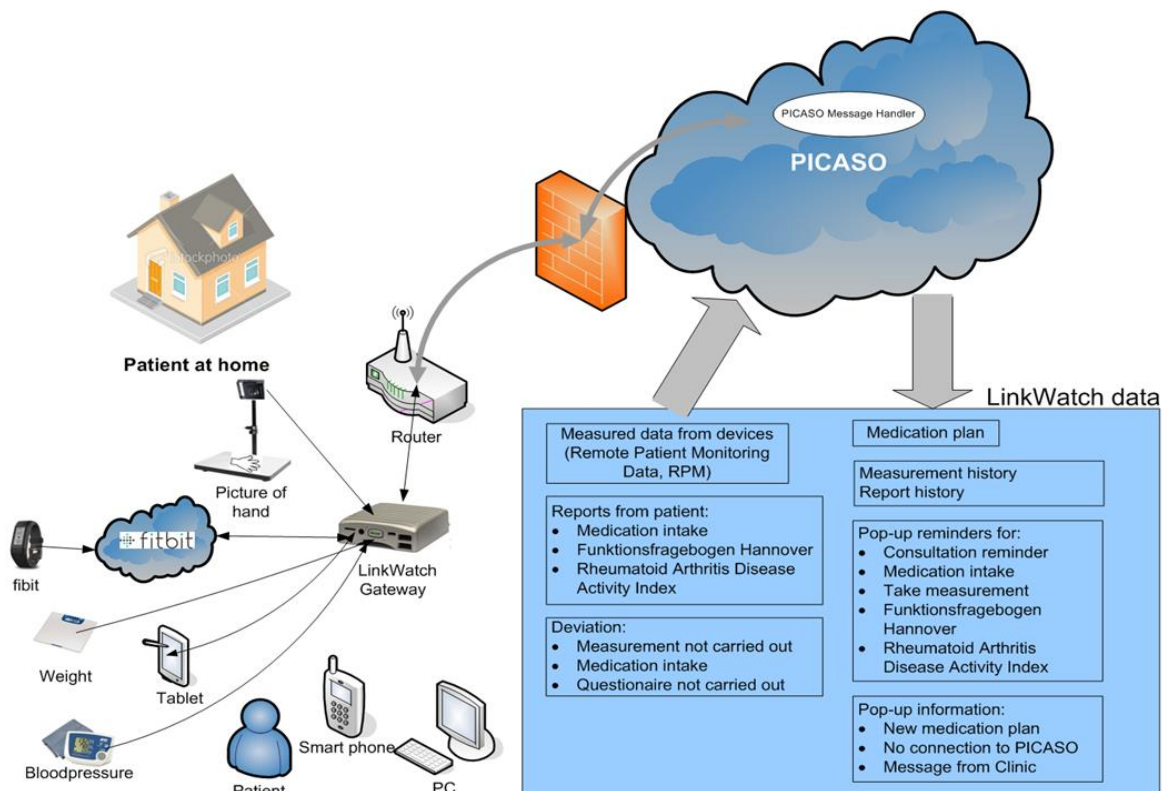 PICASO Message Handler
PICASO
Patient at home
Router
Picture of
hand
fitbit
fibit
LinkWatch
Gateway
Weight
Tablet
Bloodpressure
Smart phone
Patient
PC
LinkWatch data
Measured data from devices
(Remote Patient Monitoring
Data, RPM)
Reports from patient:
• Medication intake
• Funktionsfragebogen Hannover
• Rheumatoid Arthritis Disease
Activity Index
Deviation:
• Measurement not carried out
• Medication intake
• Questionaire not carried out
Medication plan
Measurement history
Report history
Pop-up reminders for:
• Consultation reminder
• Medication intake
• Take measurement
• Funktionsfragebogen
Hannover
• Rheumatoid Arthritis
Disease Activity Index
Pop-up information:
• New medication plan
• No connection to PICASO
• Message from Clinic